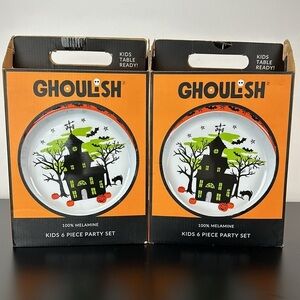 KIDS
TABLE
READY!
GHOULISH
100% MELAMINE
KIDS 6 PIECE PARTY SET
KIDS
TABLE
READY!
GHOULISH
100% MELAMINE
KIDS 6 PIECE PARTY SET